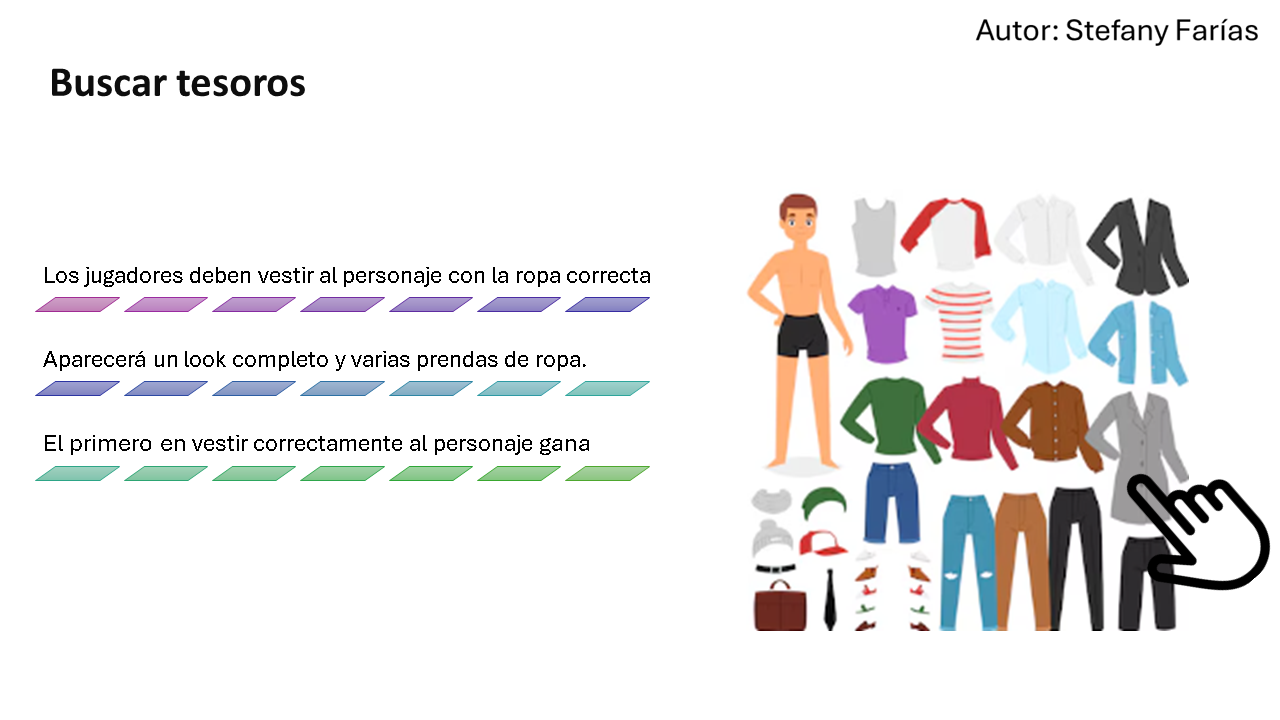 Autor: Stefany Farías
Buscar tesoros
Los jugadores deben vestir al personaje con la ropa correcta
Aparecerá un look completo y varias prendas de ropa.
El primero en vestir correctamente al personaje gana